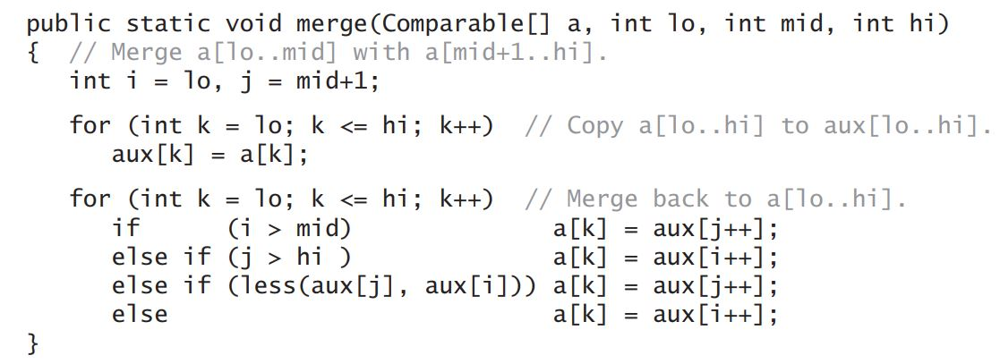 public static void merge(Comparable[] a, int lo, int mid, int hi)
{  // Merge a[lo..mid] with a[mid+1..hi].
   int i = lo, j = mid+1;
   for (int k = lo; k <= hi; k++)  // Copy a[lo..hi] to aux[lo..hi].
      aux[k] = a[k];
   for (int k = lo; k <= hi; k++)  // Merge back to a[lo..hi].
      if      (i > mid)              a[k] = aux[j++];
      else if (j > hi )              a[k] = aux[i++];
      else if (less(aux[j], aux[i])) a[k] = aux[j++];
      else                           a[k] = aux[i++];
}